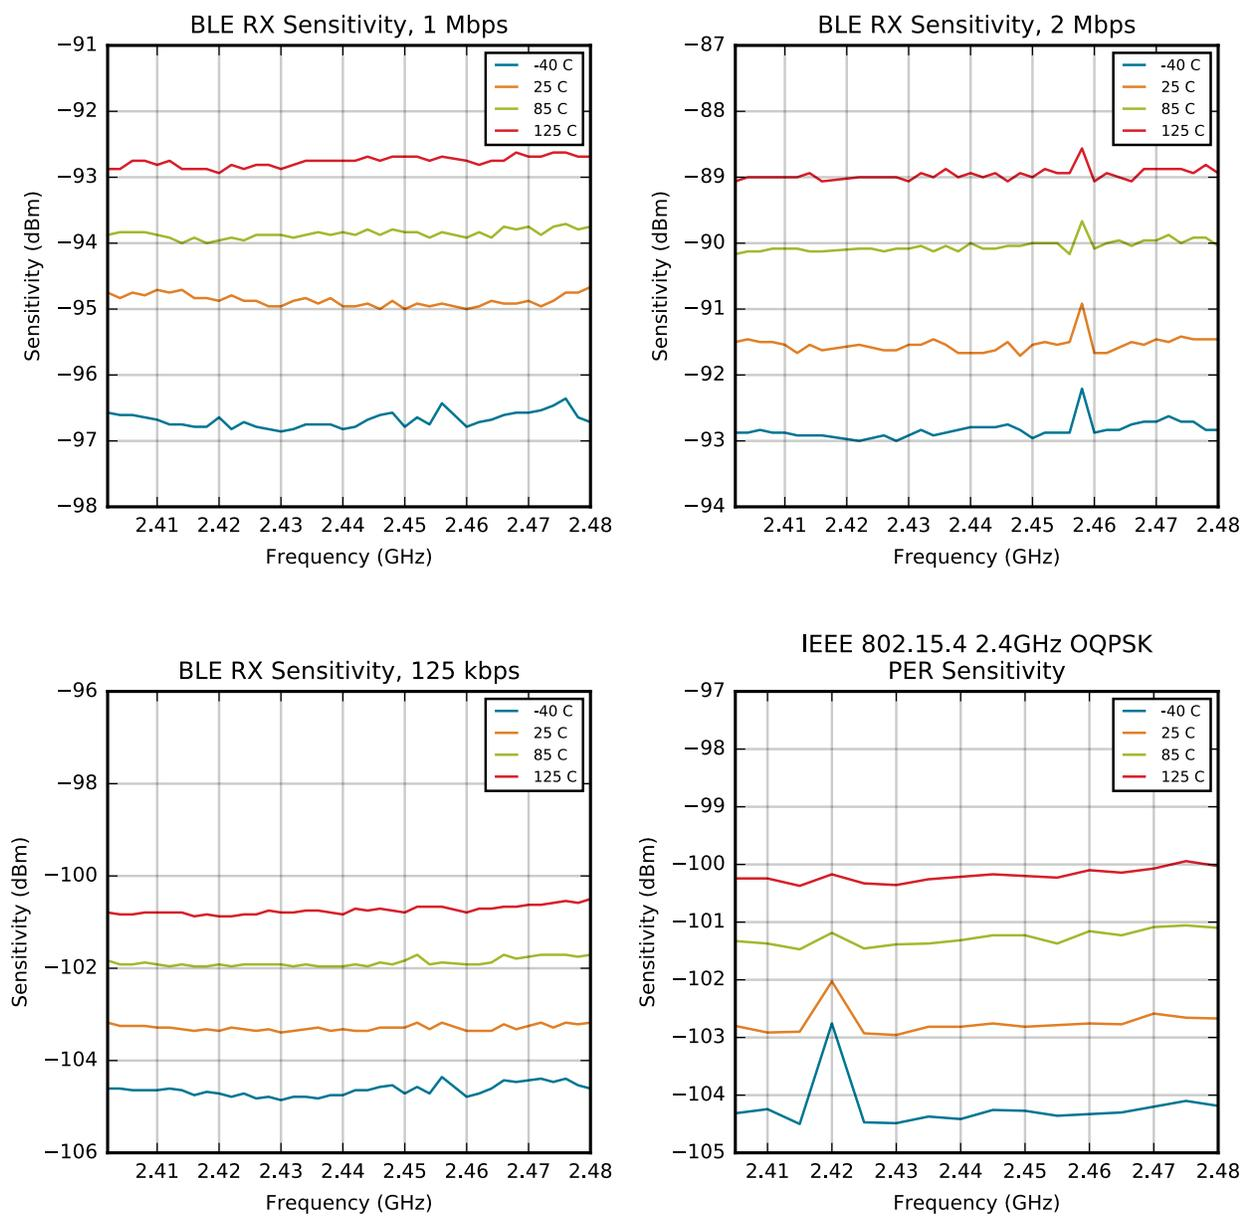 BLE RX Sensitivity, 1 Mbps
−91
−92
−93
−94
−95
−96
−97
−98
Sensitivity (dBm)
-40 C
25 C
85 C
125 C
2.41 2.42 2.43 2.44 2.45 2.46 2.47 2.48
Frequency (GHz)
BLE RX Sensitivity, 2 Mbps
−87
−88
−89
−90
−91
−92
−93
−94
Sensitivity (dBm)
-40 C
25 C
85 C
125 C
2.41 2.42 2.43 2.44 2.45 2.46 2.47 2.48
Frequency (GHz)
BLE RX Sensitivity, 125 kbps
−96
−98
−100
−102
−104
−106
Sensitivity (dBm)
-40 C
25 C
85 C
125 C
2.41 2.42 2.43 2.44 2.45 2.46 2.47 2.48
Frequency (GHz)
IEEE 802.15.4 2.4GHz OQPSK
PER Sensitivity
−97
−98
−99
−100
−101
−102
−103
−104
−105
Sensitivity (dBm)
-40 C
25 C
85 C
125 C
2.41 2.42 2.43 2.44 2.45 2.46 2.47 2.48
Frequency (GHz)